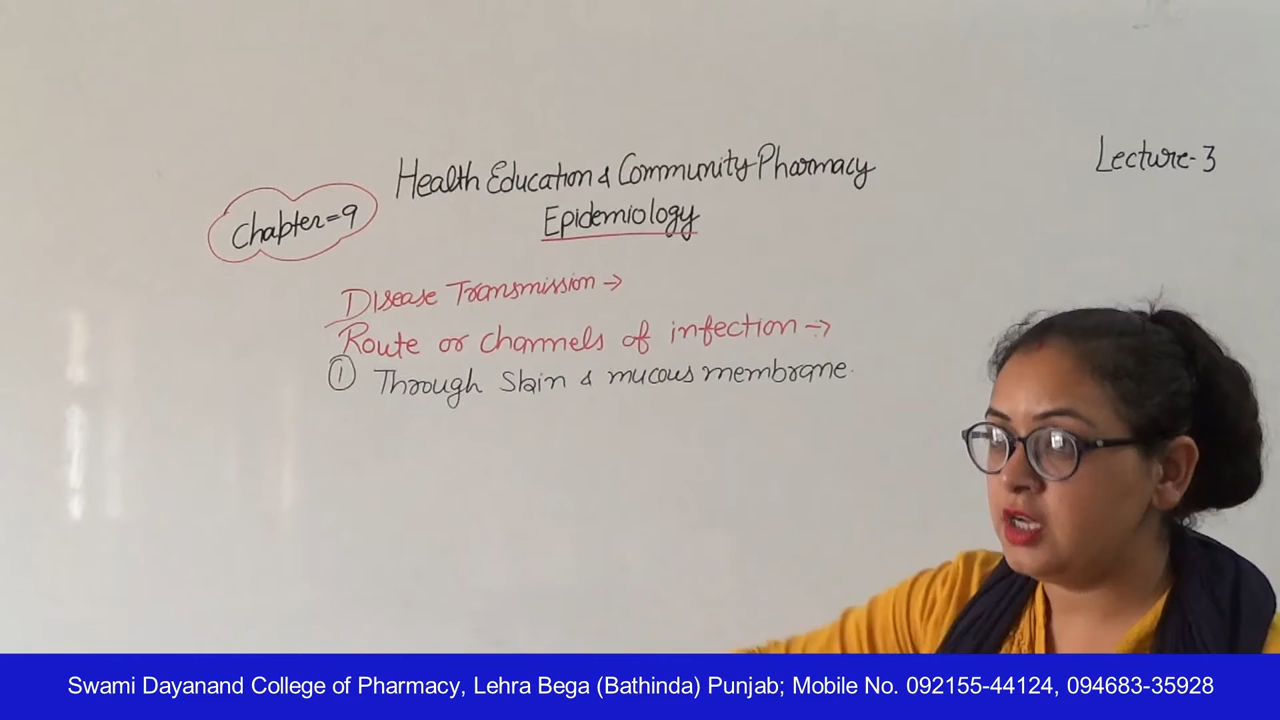 Health Education & Community Pharmacy
Lecture-3
Chapter=9
Epidemiology
Disease Transmission →
Route or channels of infection →
① Through Skin & mucous membrane.
Swami Dayanand College of Pharmacy, Lehra Bega (Bathinda) Punjab; Mobile No. 092155-44124, 094683-35928